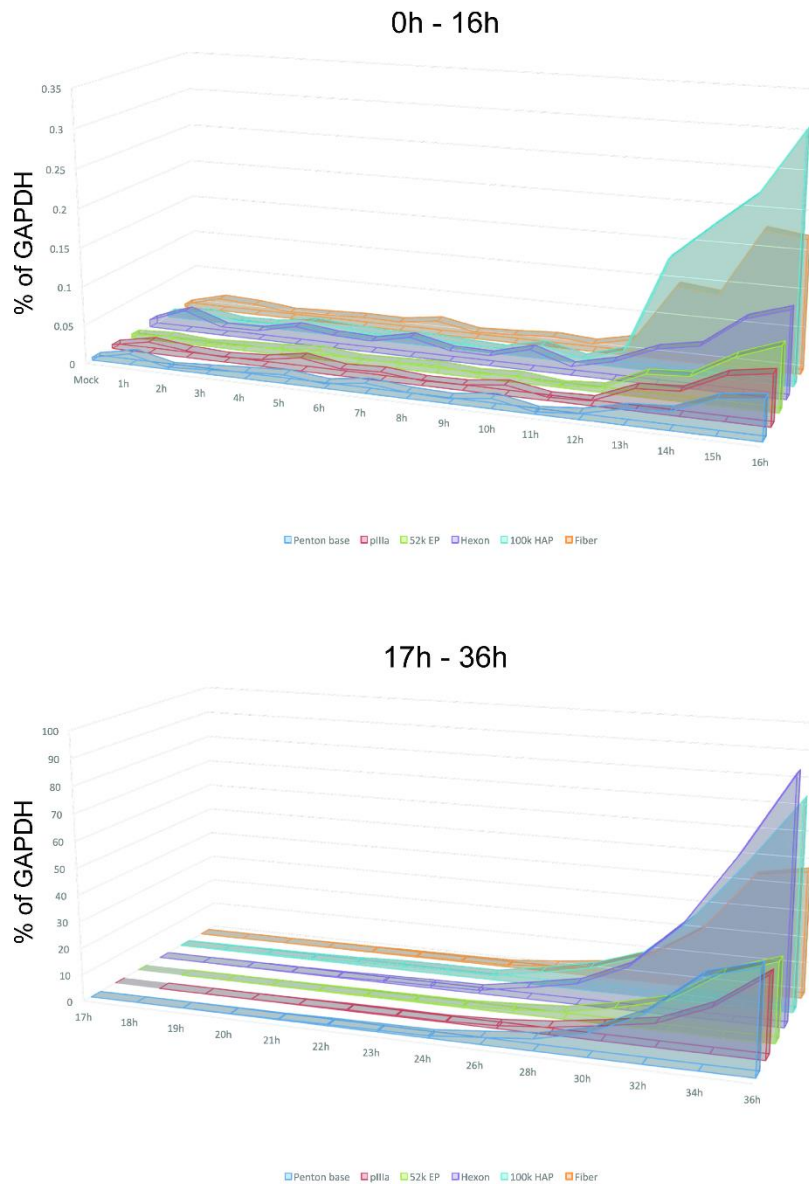 0h - 16h
0.35
0.3
0.25
0.2
0.15
0.1
0.05
0
% of GAPDH
Mock 1h 2h 3h 4h 5h 6h 7h 8h 9h 10h 11h 12h 13h 14h 15h 16h
Penton base pIIIa 52k EP Hexon 100k HAP Fiber
17h - 36h
100
90
80
70
60
50
40
30
20
10
0
% of GAPDH
17h 18h 19h 20h 21h 22h 23h 24h 26h 28h 30h 32h 34h 36h
Penton base pIIIa 52k EP Hexon 100k HAP Fiber